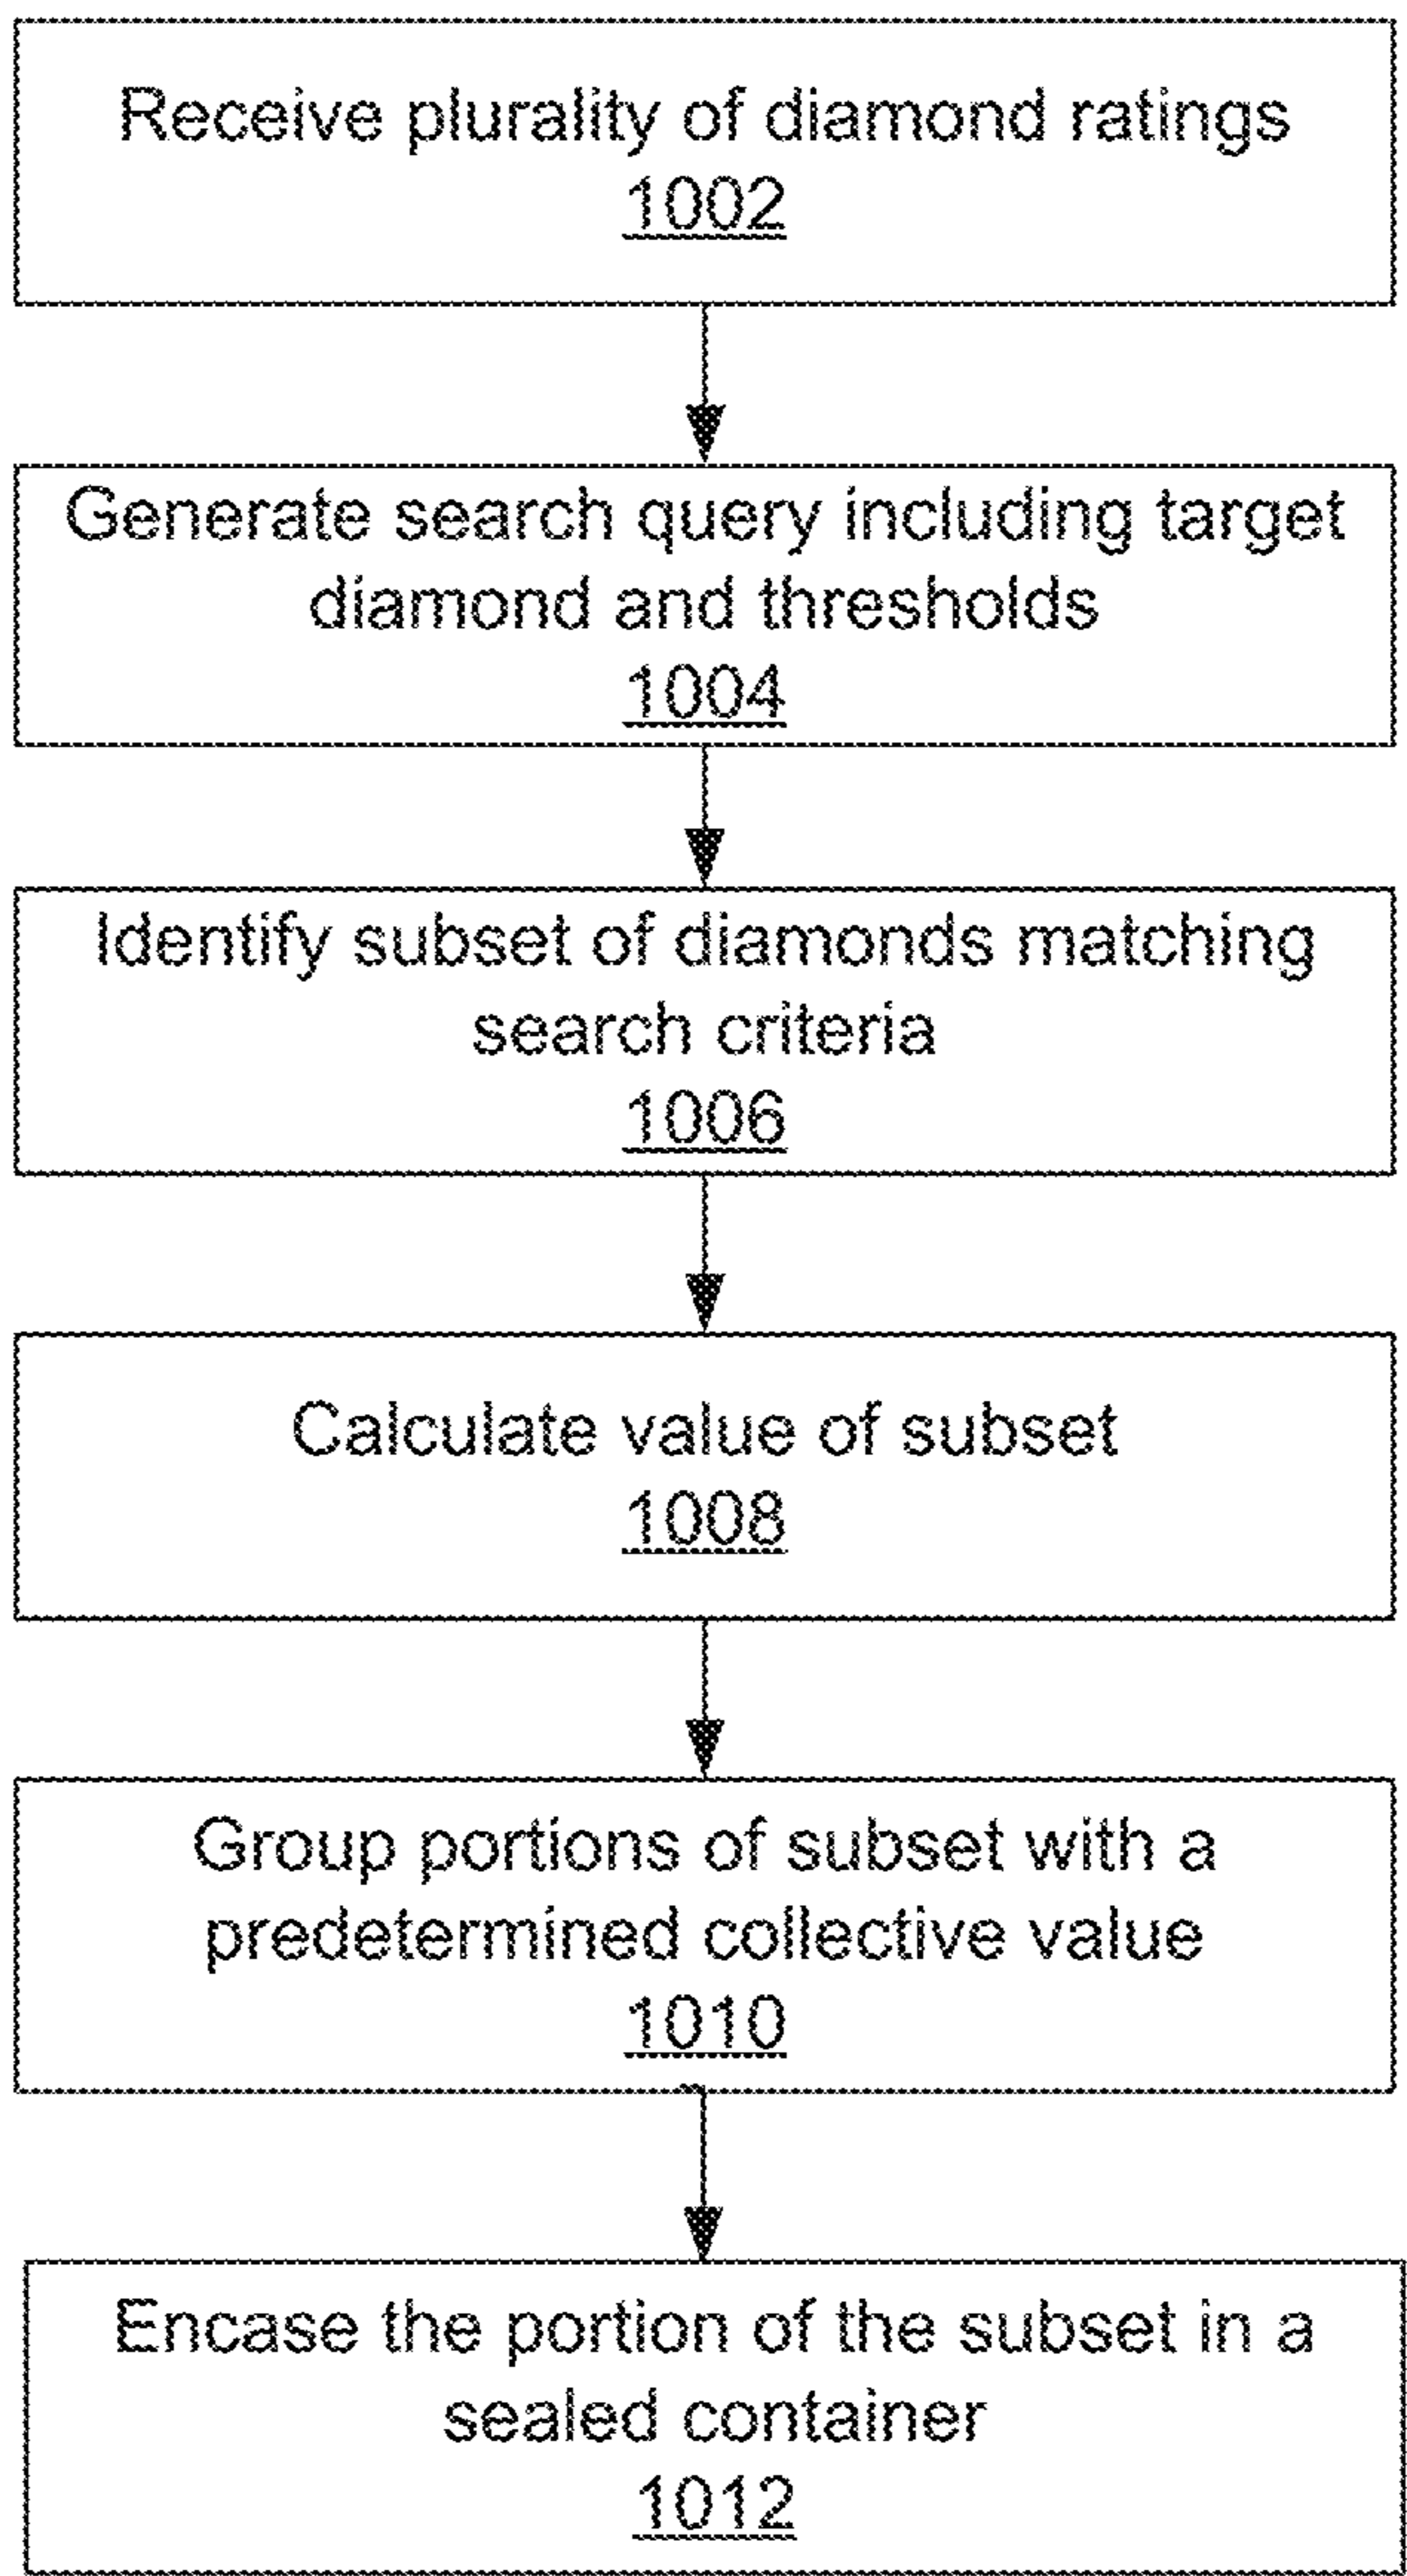 Receive plurality of diamond ratings
1002
Generate search query including target
diamond and thresholds
1004
Identify subset of diamonds matching
search criteria
1006
Calculate value of subset
1008
Group portions of subset with a
predetermined collective value
1010
Encase the portion of the subset in a
sealed container
1012